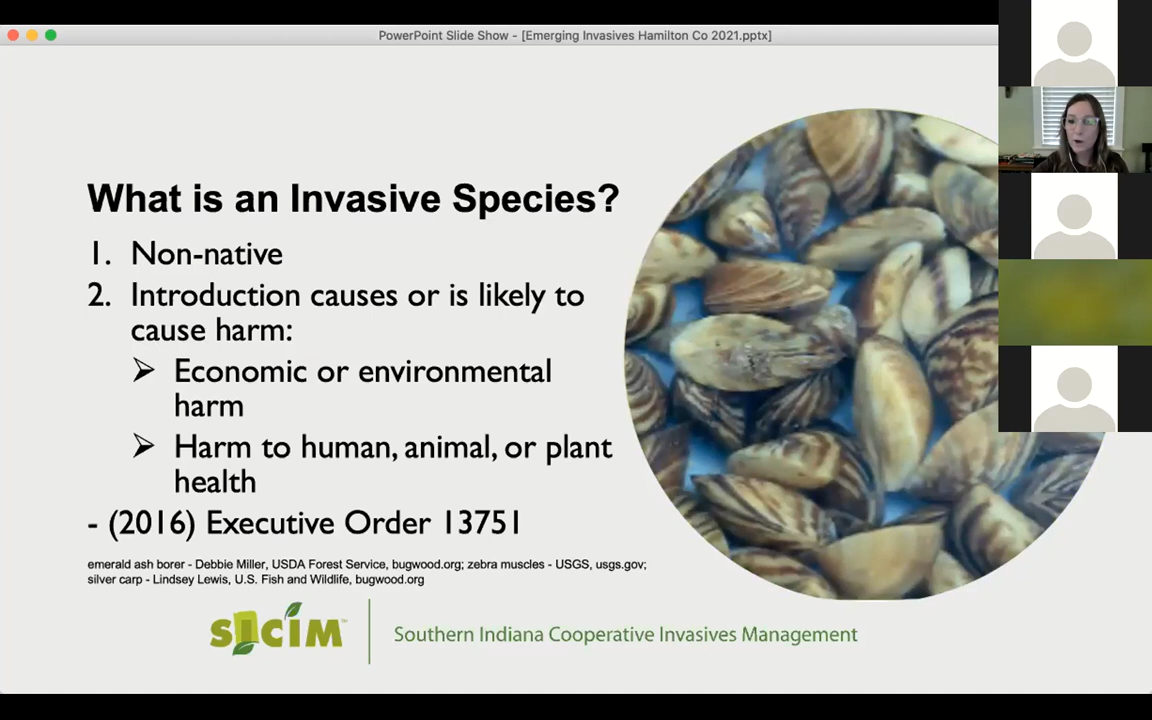 PowerPoint Slide Show - [Emerging Invasives Hamilton Co 2021.pptx]
What is an Invasive Species?
1. Non-native
2. Introduction causes or is likely to
cause harm:
➢ Economic or environmental
harm
➢ Harm to human, animal, or plant
health
- (2016) Executive Order 13751
emerald ash borer - Debbie Miller, USDA Forest Service, bugwood.org; zebra muscles - USGS, usgs.gov;
silver carp - Lindsey Lewis, U.S. Fish and Wildlife, bugwood.org
SICIM™
Southern Indiana Cooperative Invasives Management